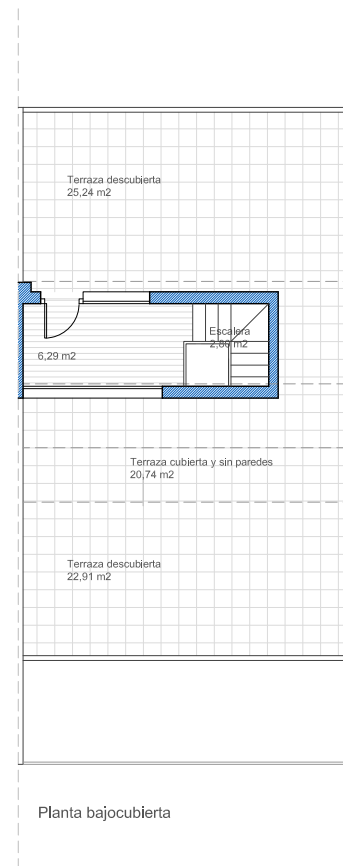 Terraza descubierta
25,24 m2
Escalera
2,80 m2
6,29 m2
Terraza cubierta y sin paredes
20,74 m2
Terraza descubierta
22,91 m2
Planta bajocubierta